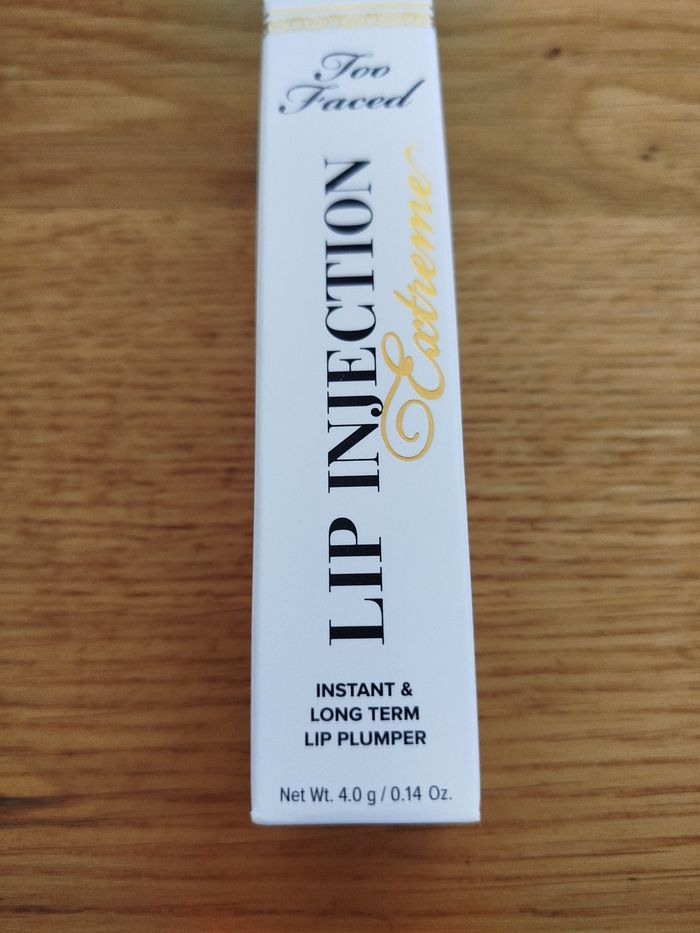 Too
Faced
LIP INJECTION
Extreme
INSTANT &
LONG TERM
LIP PLUMPER
Net Wt. 4.0 g / 0.14 Oz.